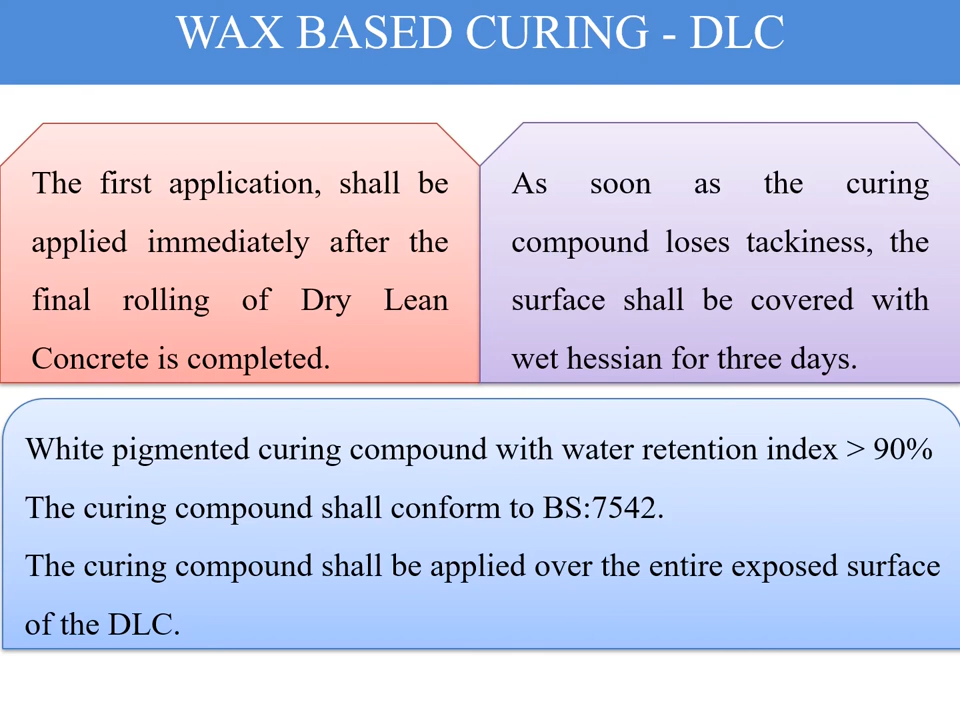 WAX BASED CURING - DLC
The first application, shall be
applied immediately after the
final rolling of Dry Lean
Concrete is completed.
As soon as the curing
compound loses tackiness, the
surface shall be covered with
wet hessian for three days.
White pigmented curing compound with water retention index > 90%
The curing compound shall conform to BS:7542.
The curing compound shall be applied over the entire exposed surface
of the DLC.